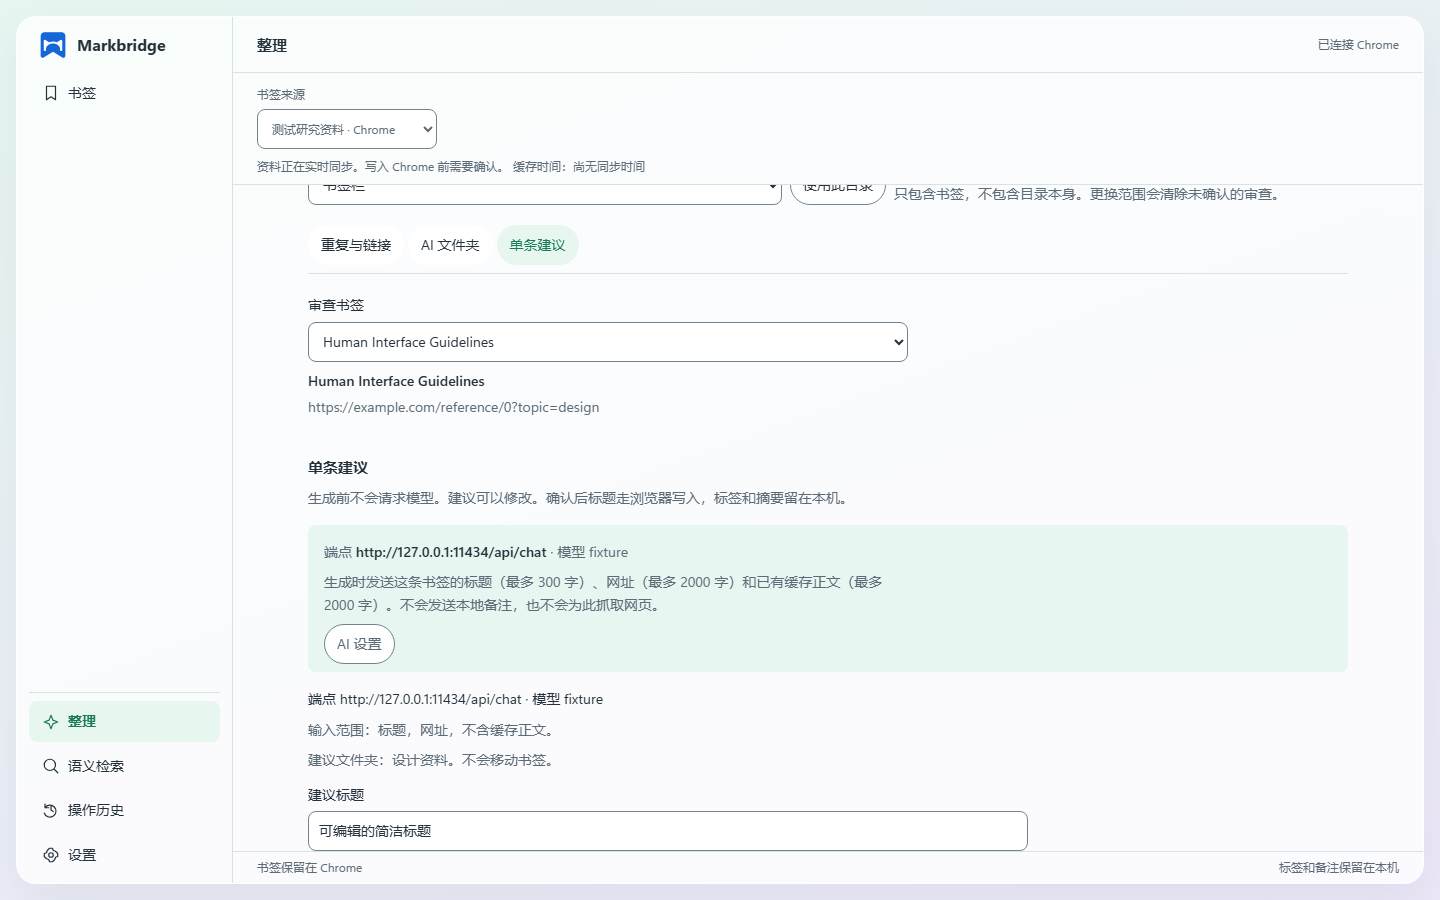 Markbridge
书签
整理
语义检索
操作历史
设置
整理
已连接 Chrome
书签来源
测试研究资料 · Chrome
资料正在实时同步。写入 Chrome 前需要确认。 缓存时间：尚无同步时间
书签栏
使用此目录
只包含书签，不包含目录本身。更换范围会清除未确认的审查。
重复与链接
AI 文件夹
单条建议
审查书签
Human Interface Guidelines
Human Interface Guidelines
https://example.com/reference/0?topic=design
单条建议
生成前不会请求模型。建议可以修改。确认后标题走浏览器写入，标签和摘要留在本机。
端点 http://127.0.0.1:11434/api/chat · 模型 fixture
生成时发送这条书签的标题（最多 300 字）、网址（最多 2000 字）和已有缓存正文（最多
2000 字）。不会发送本地备注，也不会为此抓取网页。
AI 设置
端点 http://127.0.0.1:11434/api/chat · 模型 fixture
输入范围：标题，网址，不含缓存正文。
建议文件夹：设计资料。不会移动书签。
建议标题
可编辑的简洁标题
书签保留在 Chrome
标签和备注保留在本机